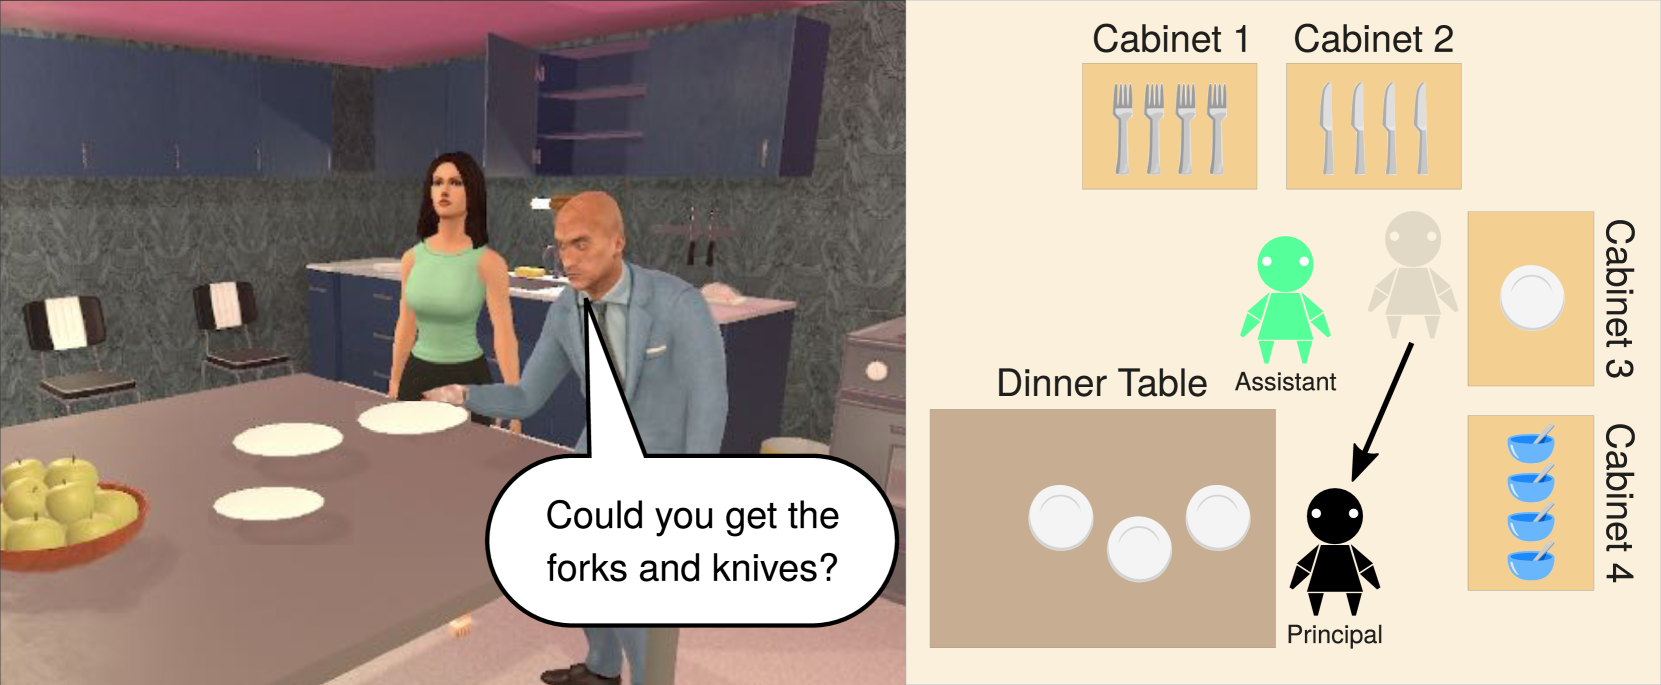 Could you get the
forks and knives?
Cabinet 1
Cabinet 2
Cabinet 3
Assistant
Dinner Table
Cabinet 4
Principal